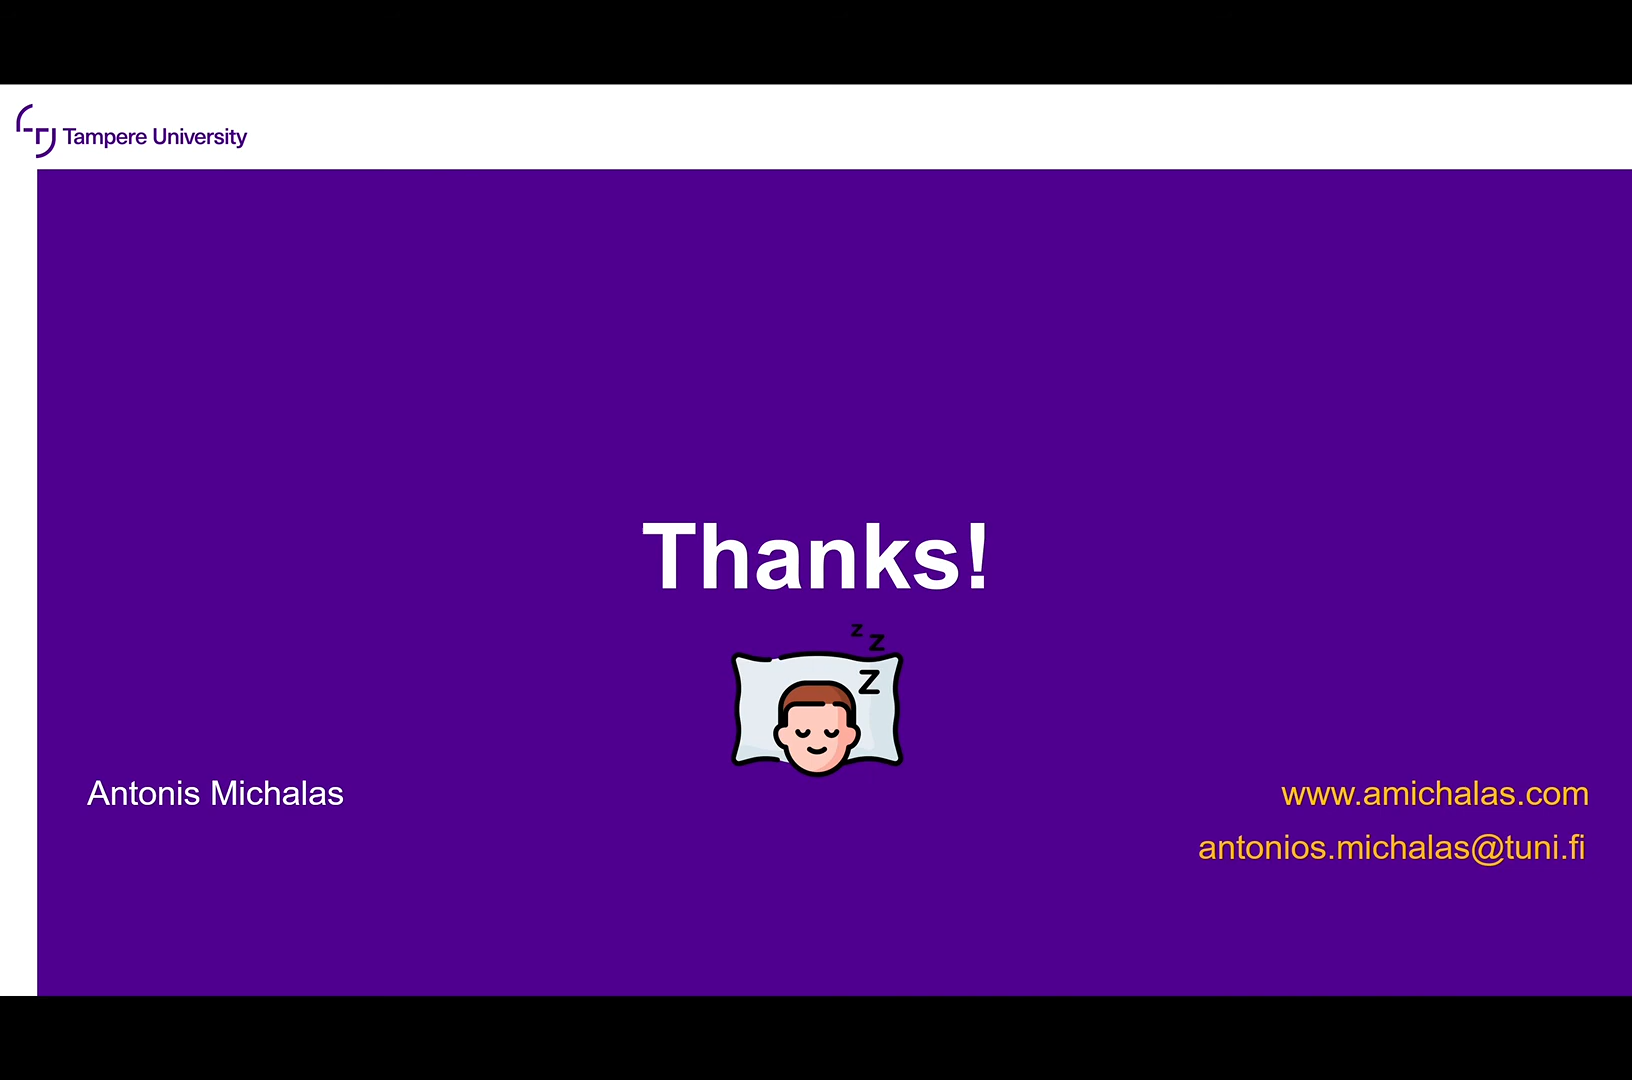 Tampere University
Thanks!
z
z
z
Antonis Michalas
www.amichalas.com
antonios.michalas@tuni.fi